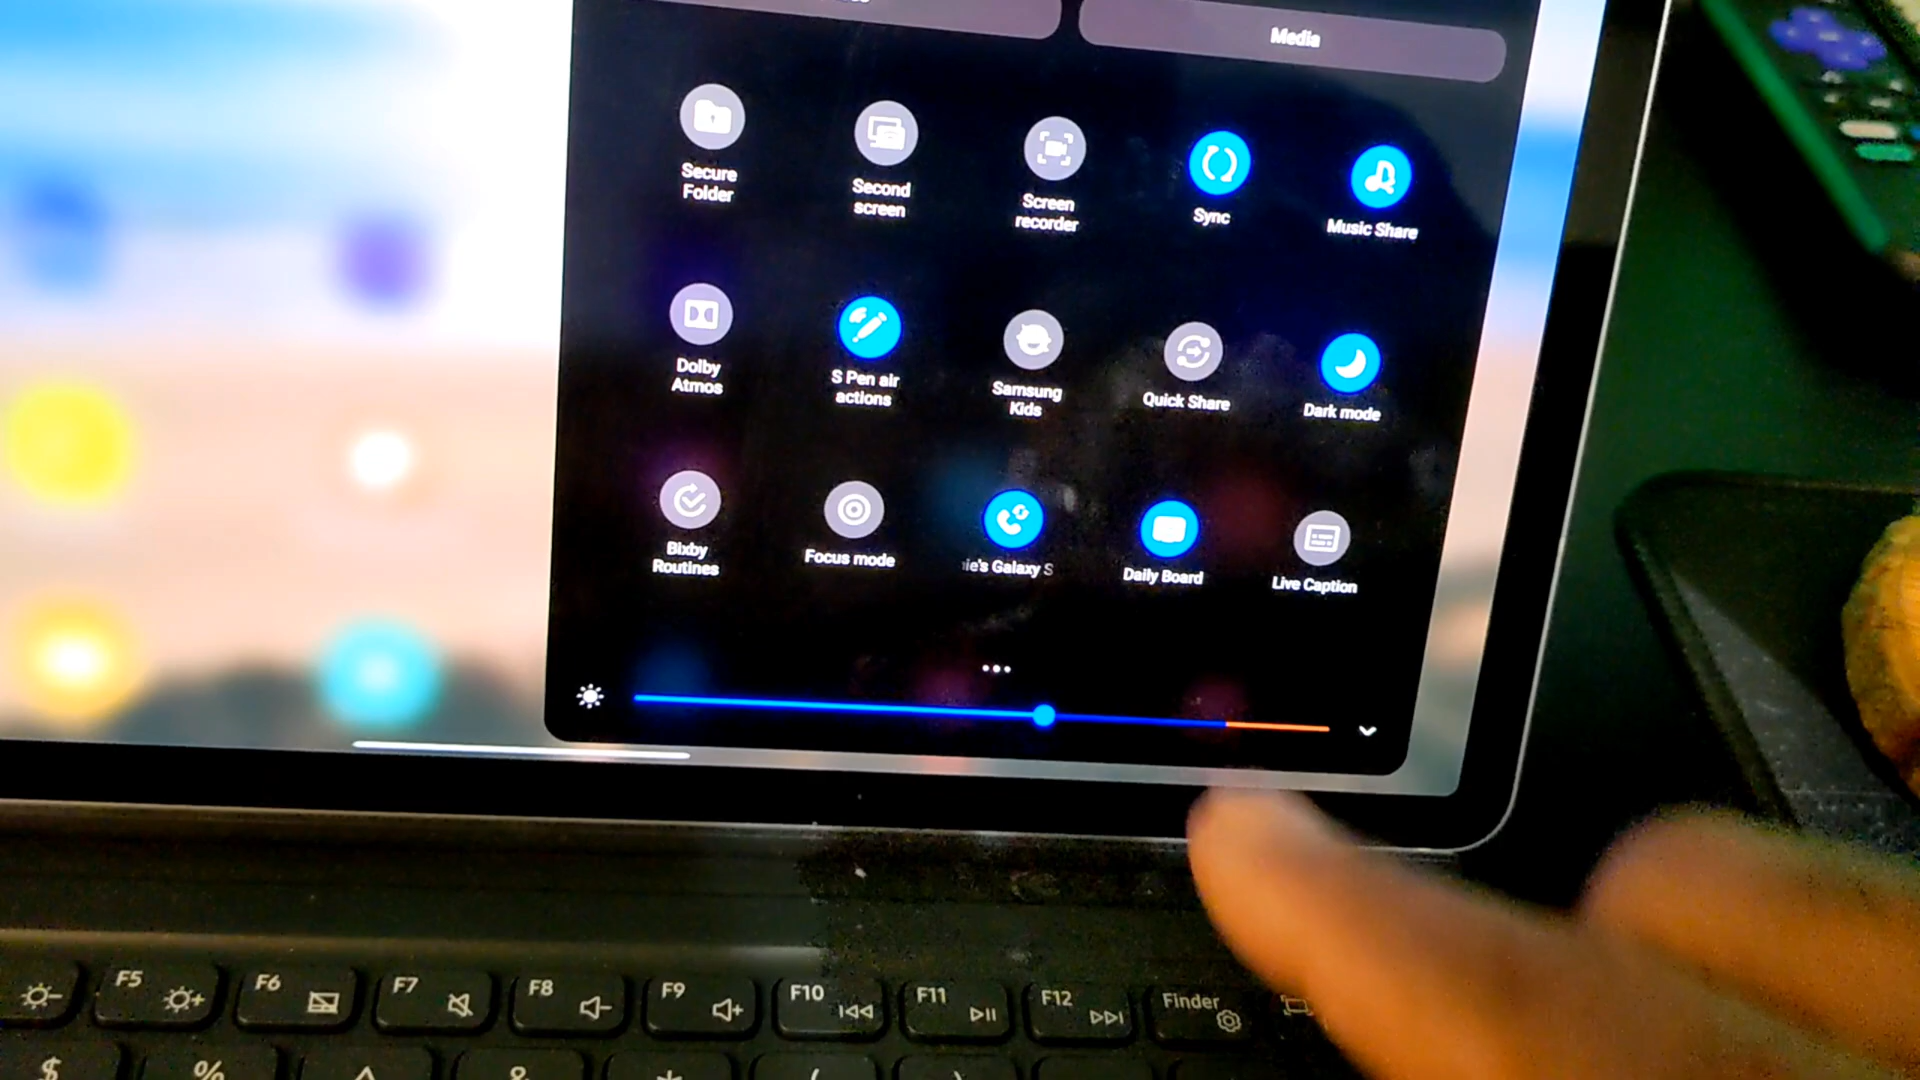 Media
Secure
Folder
Second
screen
Screen
recorder
Sync
Music Share
Dolby
Atmos
S Pen air
actions
Samsung
Kids
Quick Share
Dark mode
Bixby
Routines
Focus mode
ie's Galaxy S
Daily Board
Live Caption
F5
F6
F7
F8
F9
F10
F11
F12
Finder
$
%
&